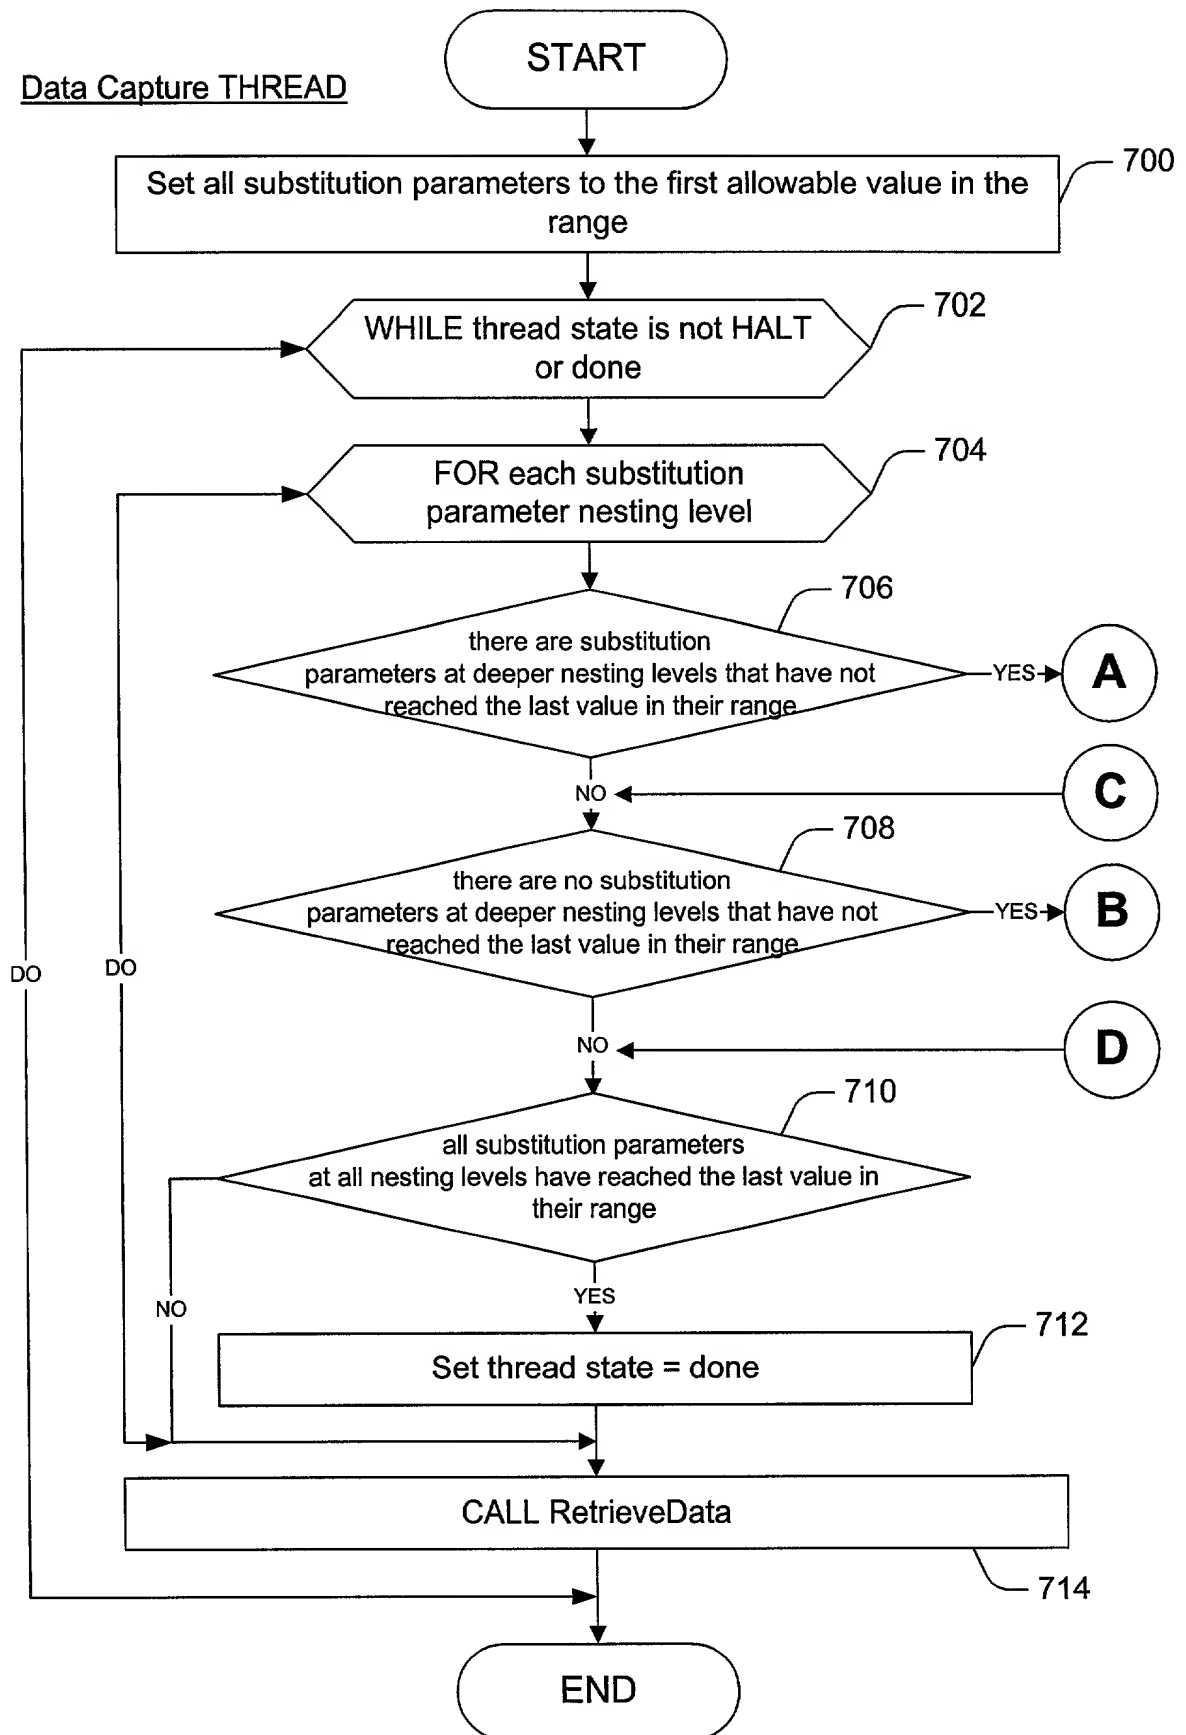 START
Data Capture THREAD
700
Set all substitution parameters to the first allowable value in the
range
702
WHILE thread state is not HALT
or done
704
FOR each substitution
parameter nesting level
706
there are substitution
parameters at deeper nesting levels that have not
reached the last value in their range
YES
A
NO
C
708
there are no substitution
parameters at deeper nesting levels that have not
reached the last value in their range
YES
B
DO
DO
NO
D
710
all substitution parameters
at all nesting levels have reached the last value in
their range
NO
YES
712
Set thread state = done
CALL RetrieveData
714
END